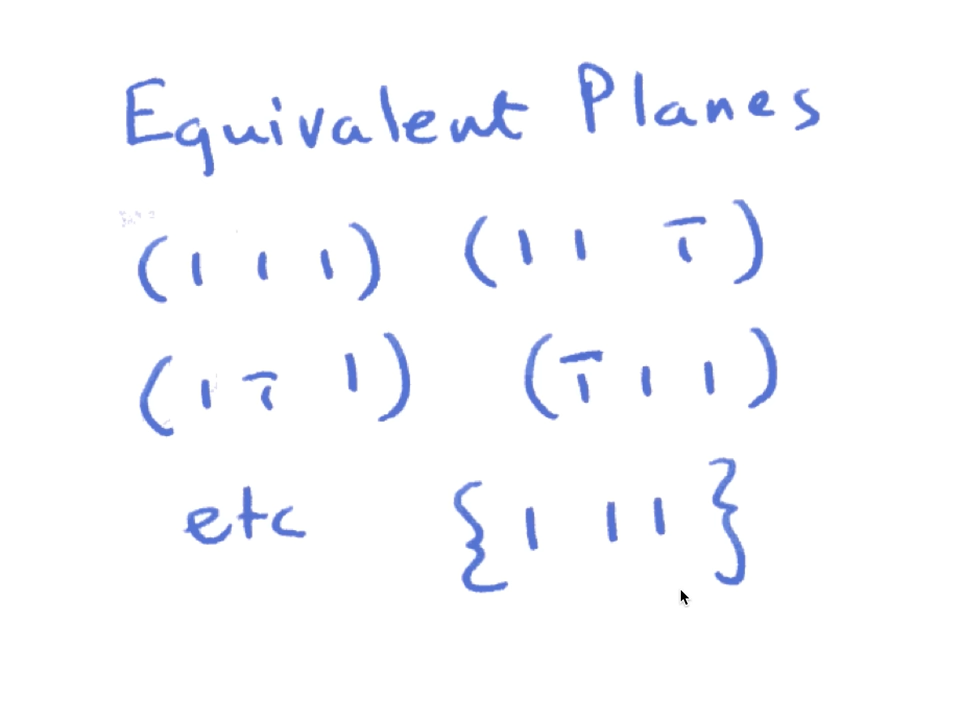 Equivalent Planes
(1 1 1) (1 1 1̅)
(1 1̅ 1) (1̅ 1 1)
etc {1 1 1}